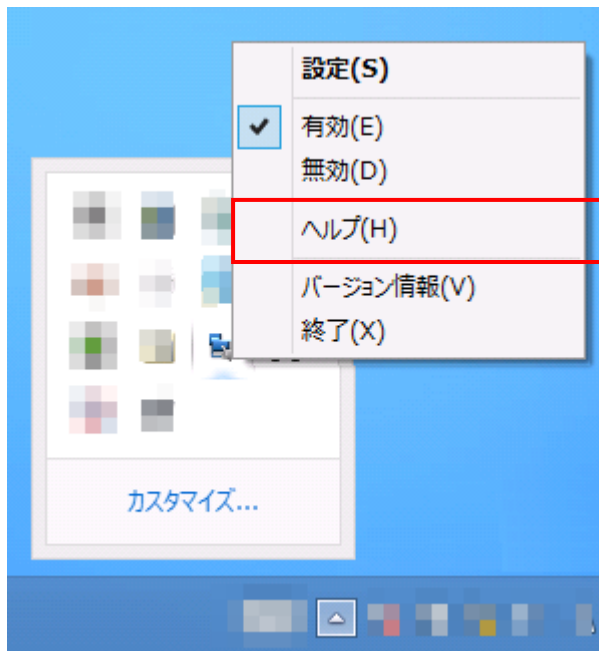 設定(S)
有効(E)
無効(D)
ヘルプ(H)
バージョン情報(V)
終了(X)
カスタマイズ...